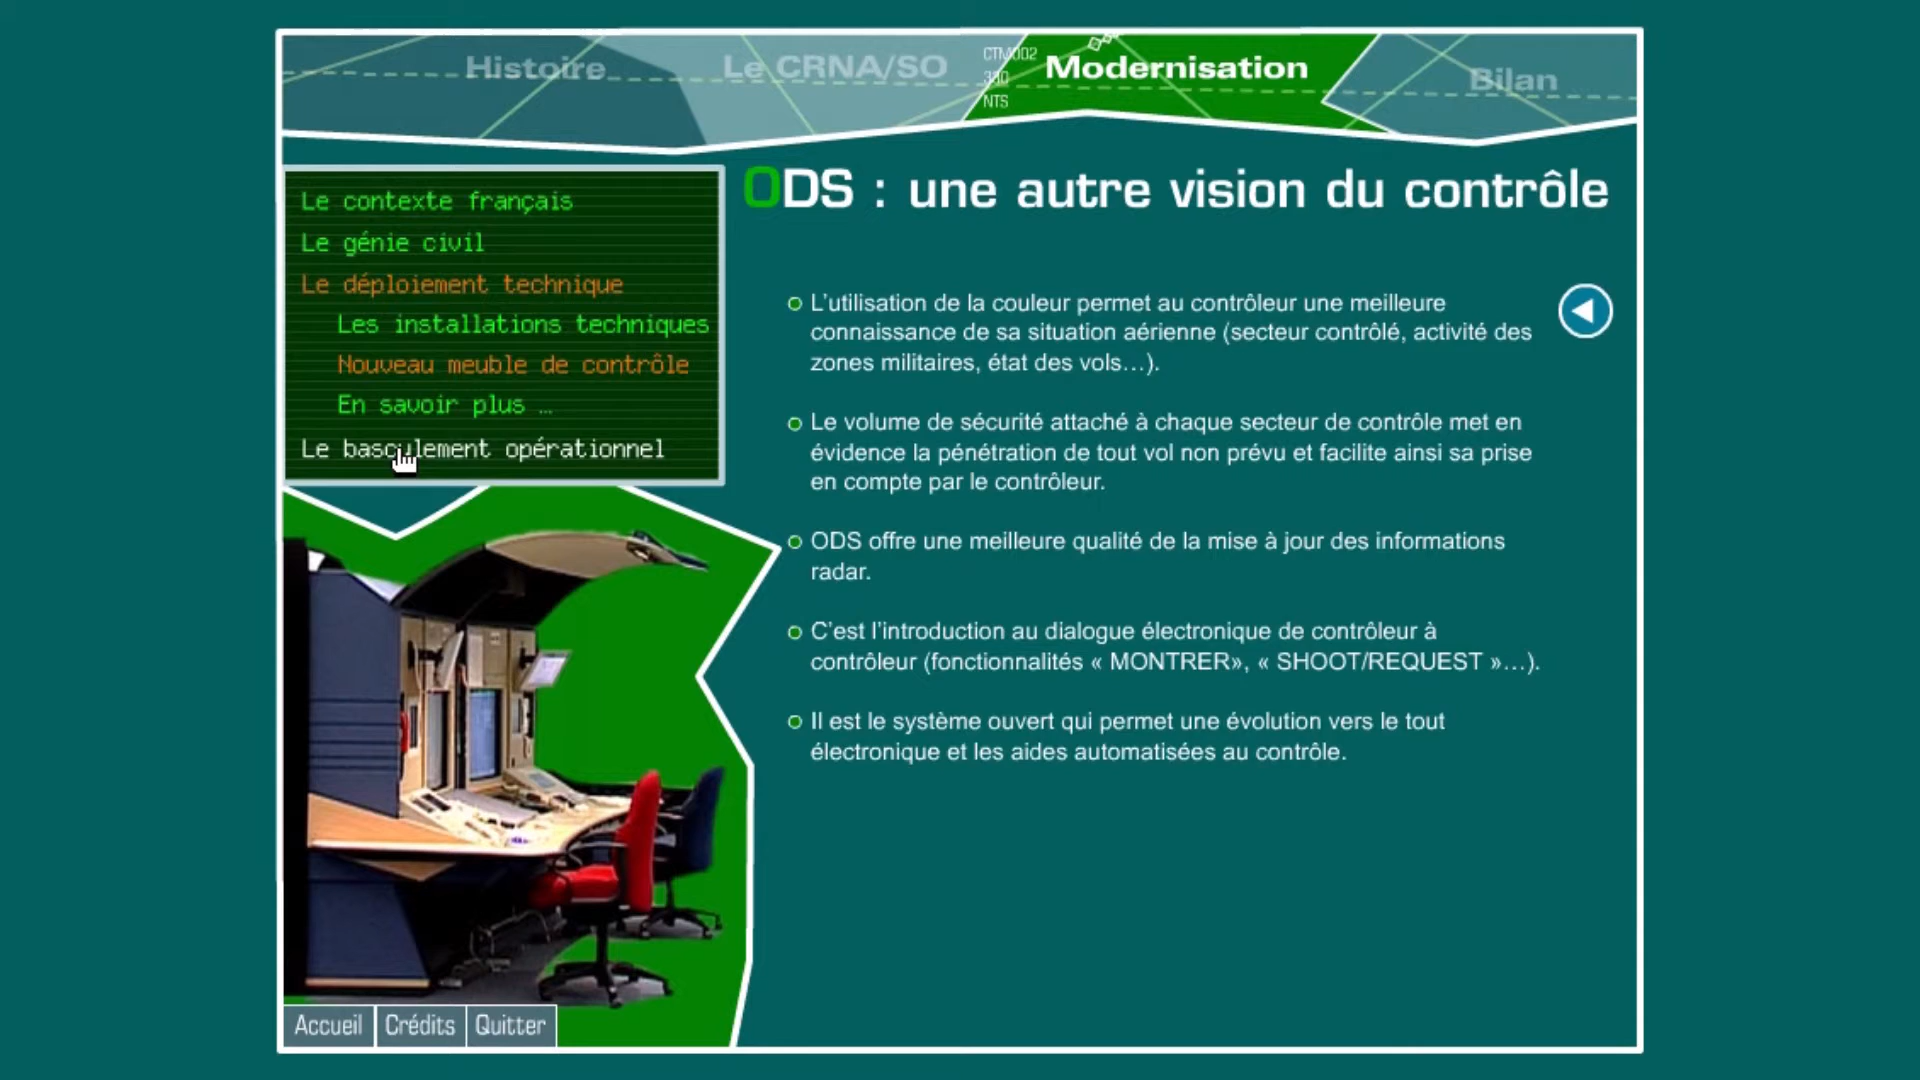 Histoire
Le CRNA/SO
CTM002
330
NTS
Modernisation
Bilan
Le contexte français
Le génie civil
Le déploiement technique
Les installations techniques
Nouveau meuble de contrôle
En savoir plus …
Le basculement opérationnel
ODS : une autre vision du contrôle
L'utilisation de la couleur permet au contrôleur une meilleure
connaissance de sa situation aérienne (secteur contrôlé, activité des
zones militaires, état des vols…).
Le volume de sécurité attaché à chaque secteur de contrôle met en
évidence la pénétration de tout vol non prévu et facilite ainsi sa prise
en compte par le contrôleur.
ODS offre une meilleure qualité de la mise à jour des informations
radar.
C'est l'introduction au dialogue électronique de contrôleur à
contrôleur (fonctionnalités « MONTRER», « SHOOT/REQUEST »…).
Il est le système ouvert qui permet une évolution vers le tout
électronique et les aides automatisées au contrôle.
Accueil
Crédits
Quitter